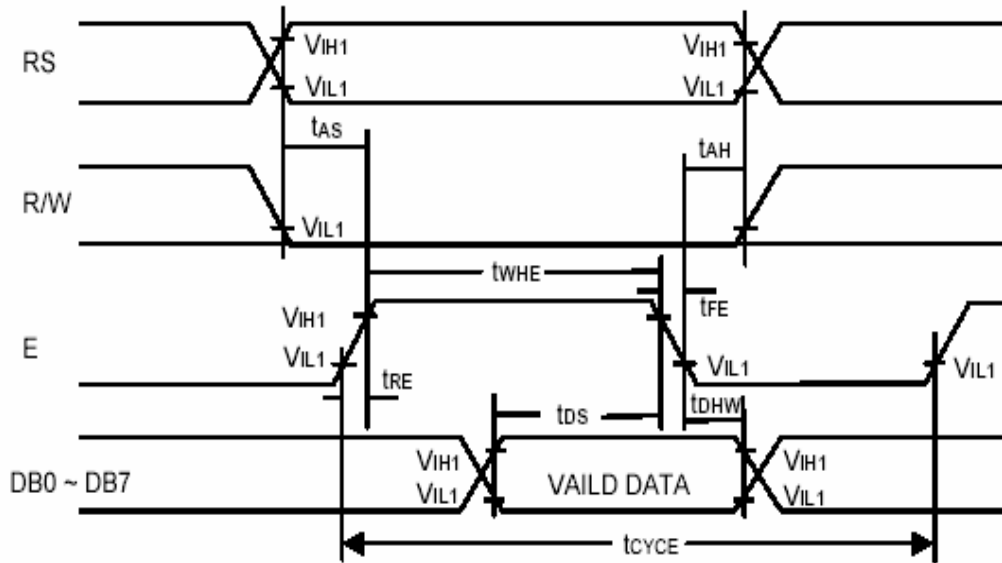 RS
VIH1
VIL1
VIH1
VIL1
tAS
tAH
R/W
VIL1
tWHE
tFE
E
VIH1
VIL1
VIL1
VIL1
tRE
tDS
tDHW
DB0 ~ DB7
VIH1
VIL1
VAILD DATA
VIH1
VIL1
tCYCE